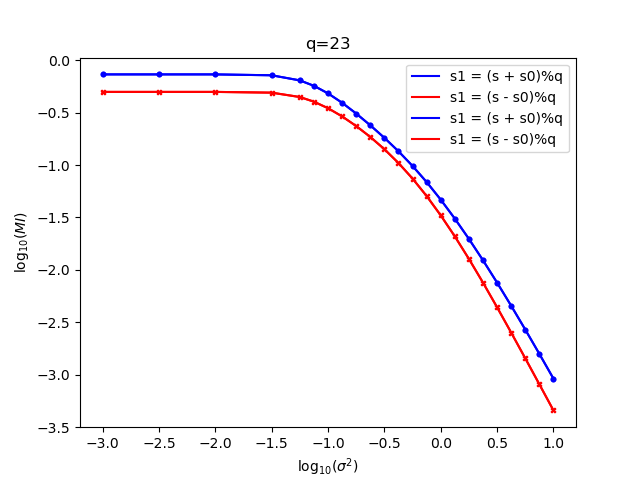 q=23
0.0
−0.5
−1.0
−1.5
−2.0
−2.5
−3.0
−3.5
log₁₀(MI)
s1 = (s + s0)%q
s1 = (s - s0)%q
s1 = (s + s0)%q
s1 = (s - s0)%q
−3.0 −2.5 −2.0 −1.5 −1.0 −0.5 0.0 0.5 1.0
log₁₀(σ²)